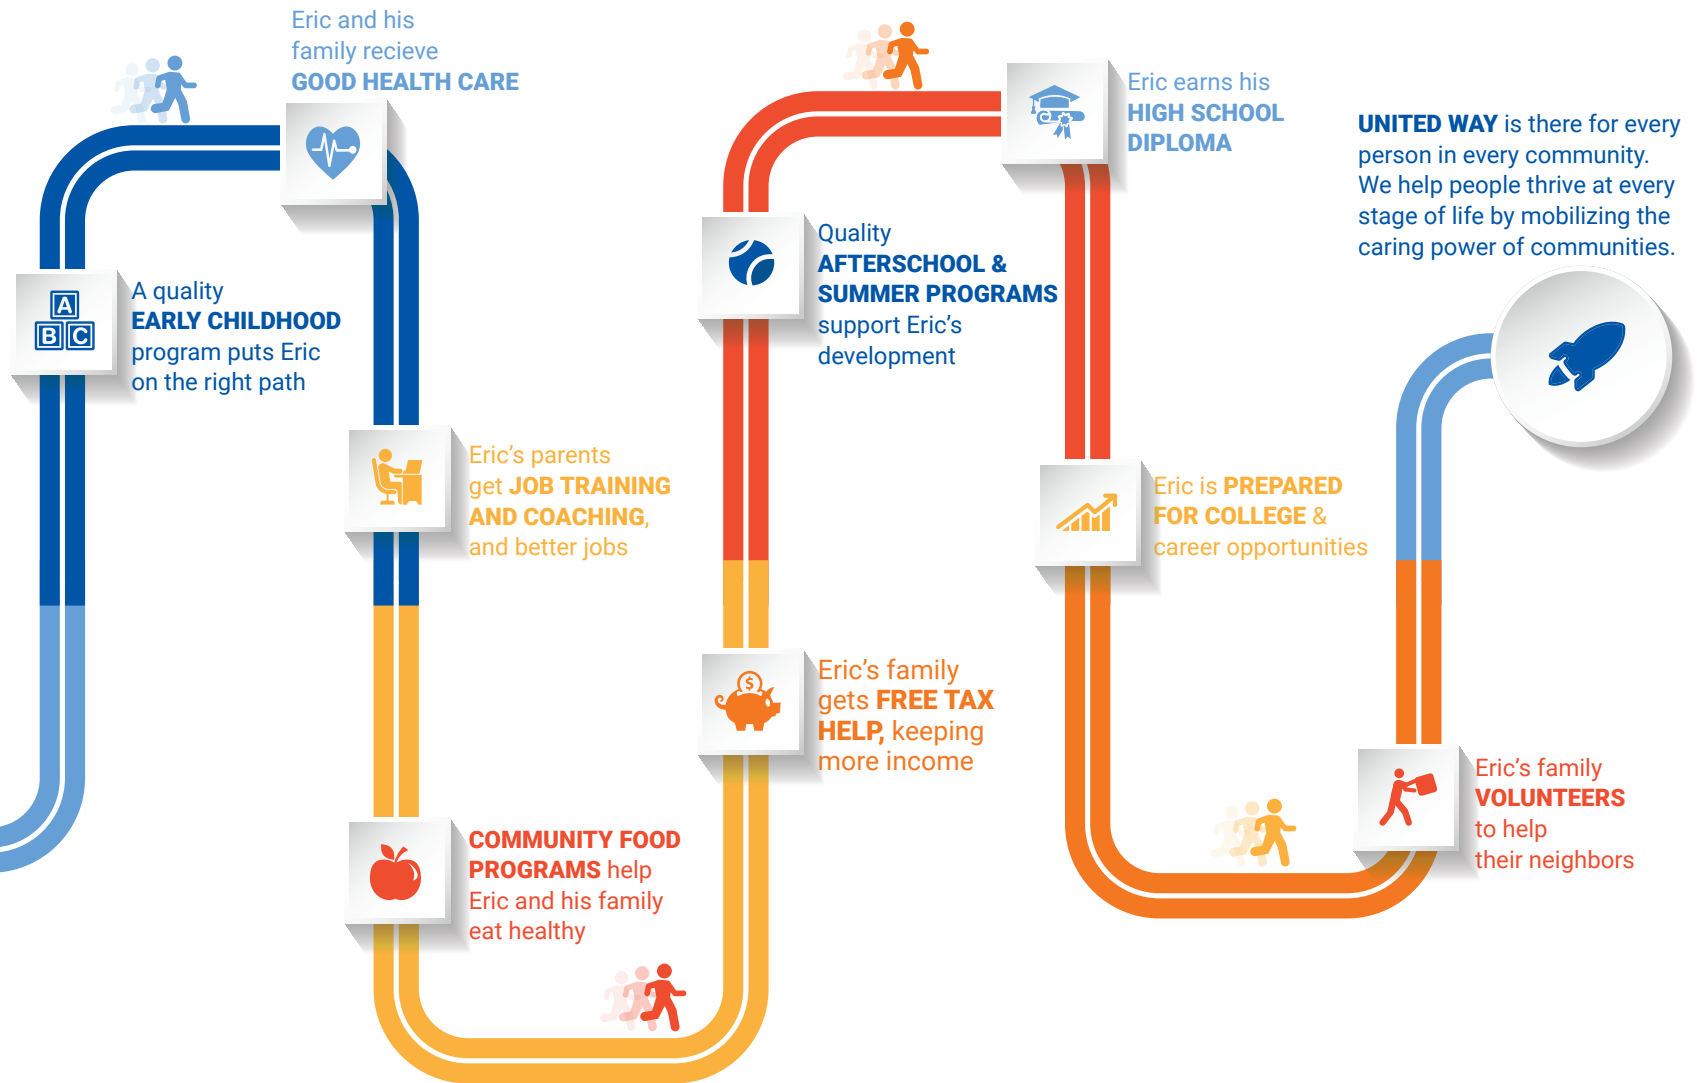 Eric and his
family recieve
GOOD HEALTH CARE
A
B C
A quality
EARLY CHILDHOOD
program puts Eric
on the right path
Eric's parents
get JOB TRAINING
AND COACHING,
and better jobs
COMMUNITY FOOD
PROGRAMS help
Eric and his family
eat healthy
$
Eric's family
gets FREE TAX
HELP, keeping
more income
Quality
AFTERSCHOOL &
SUMMER PROGRAMS
support Eric's
development
Eric earns his
HIGH SCHOOL
DIPLOMA
Eric is PREPARED
FOR COLLEGE &
career opportunities
Eric's family
VOLUNTEERS
to help
their neighbors
UNITED WAY is there for every
person in every community.
We help people thrive at every
stage of life by mobilizing the
caring power of communities.